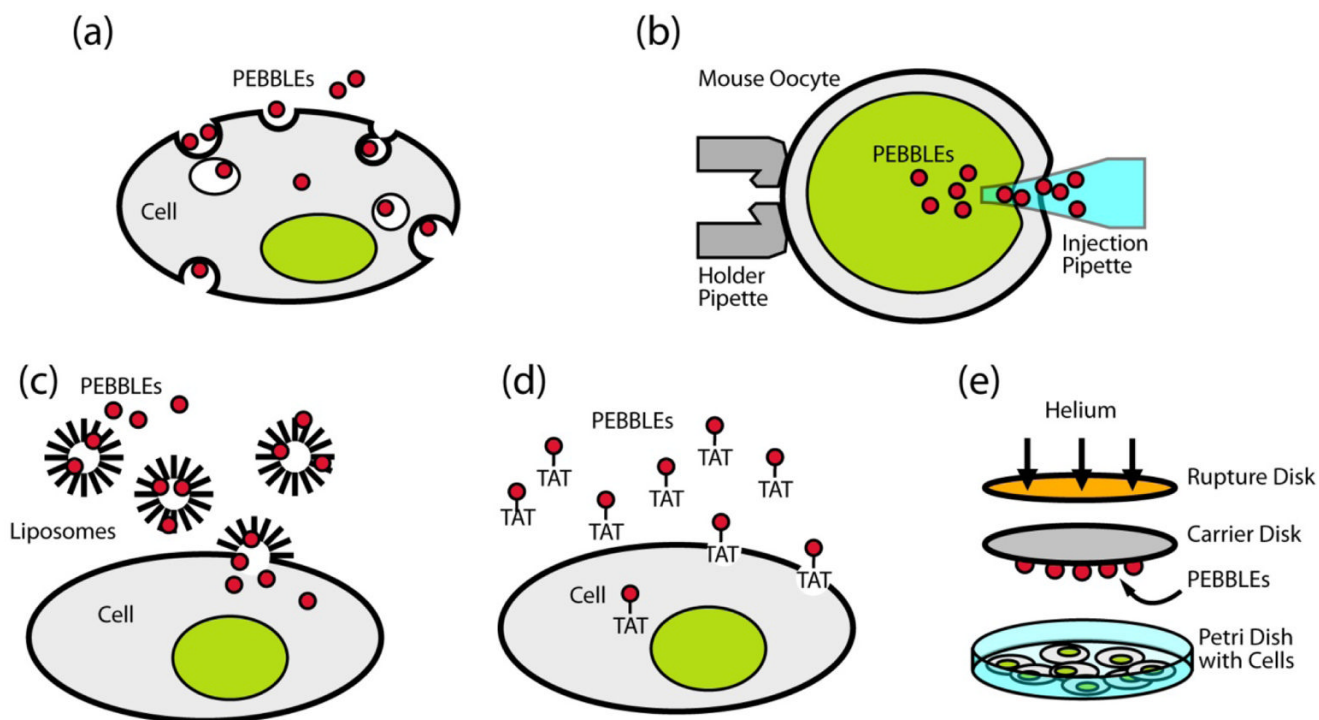 (a)
PEBBLEs
Cell
(b)
Mouse Oocyte
PEBBLEs
Holder
Pipette
Injection
Pipette
(c)
PEBBLEs
Liposomes
Cell
(d)
PEBBLEs
TAT
TAT
TAT
TAT
TAT
TAT
TAT
TAT
Cell
TAT
(e)
Helium
Rupture Disk
Carrier Disk
PEBBLEs
Petri Dish
with Cells